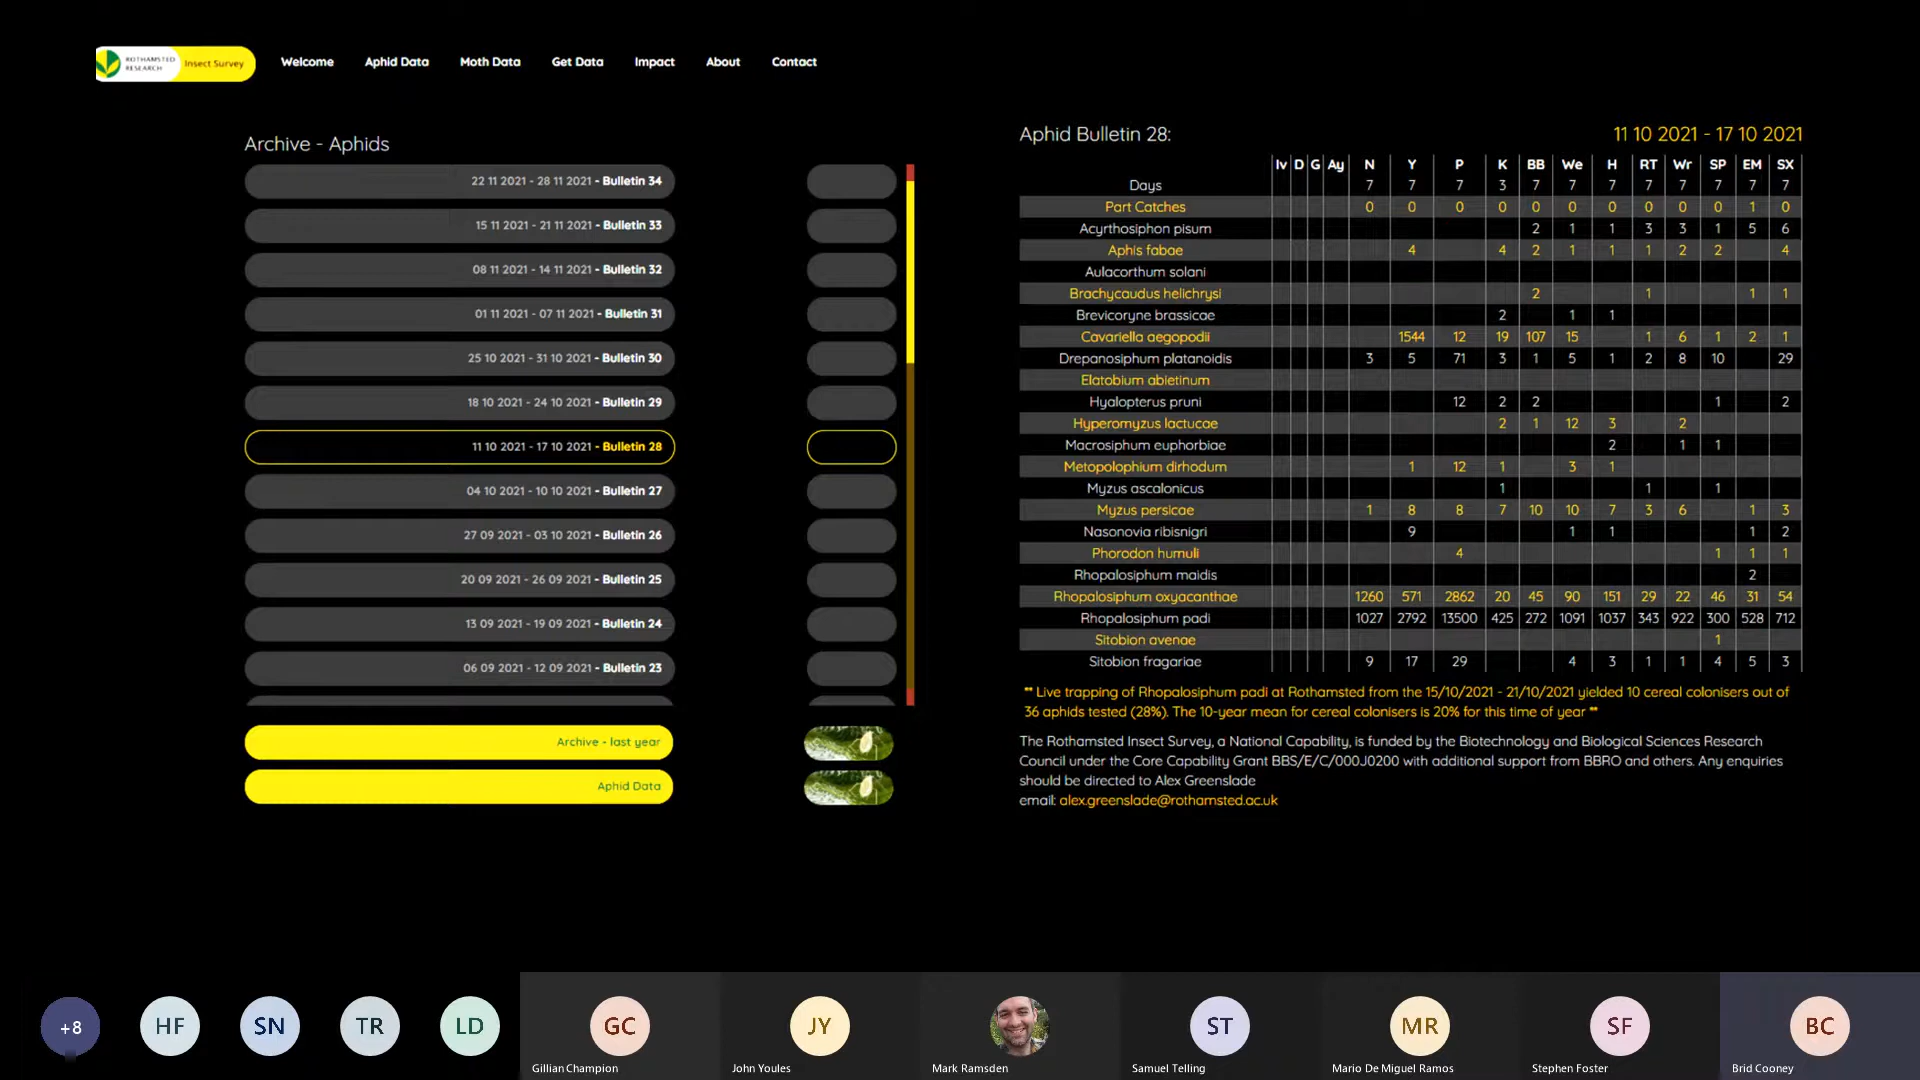 ROTHAMSTED
RESEARCH
Insect Survey
Welcome Aphid Data Moth Data Get Data Impact About Contact
Archive - Aphids
22 11 2021 - 28 11 2021 - Bulletin 34
15 11 2021 - 21 11 2021 - Bulletin 33
08 11 2021 - 14 11 2021 - Bulletin 32
01 11 2021 - 07 11 2021 - Bulletin 31
25 10 2021 - 31 10 2021 - Bulletin 30
18 10 2021 - 24 10 2021 - Bulletin 29
11 10 2021 - 17 10 2021 - Bulletin 28
04 10 2021 - 10 10 2021 - Bulletin 27
27 09 2021 - 03 10 2021 - Bulletin 26
20 09 2021 - 26 09 2021 - Bulletin 25
13 09 2021 - 19 09 2021 - Bulletin 24
06 09 2021 - 12 09 2021 - Bulletin 23
Archive - last year
Aphid Data
Aphid Bulletin 28: 11 10 2021 - 17 10 2021
Iv D G Ay N Y P K BB We H RT Wr SP EM SX
Days 7 7 7 3 7 7 7 7 7 7 7 7
Part Catches 0 0 0 0 0 0 0 0 0 0 1 0
Acyrthosiphon pisum 2 1 1 3 3 1 5 6
Aphis fabae 4 4 2 1 1 1 2 2 4
Aulacorthum solani
Brachycaudus helichrysi 2 1 1 1
Brevicoryne brassicae 2 1 1
Cavariella aegopodii 1544 12 19 107 15 1 6 1 2 1
Drepanosiphum platanoidis 3 5 71 3 1 5 1 2 8 10 29
Elatobium abietinum
Hyalopterus pruni 12 2 2 1 2
Hyperomyzus lactucae 2 1 12 3 2
Macrosiphum euphorbiae 2 1 1
Metopolophium dirhodum 1 12 1 3 1
Myzus ascalonicus 1 1 1
Myzus persicae 1 8 8 7 10 10 7 3 6 1 3
Nasonovia ribisnigri 9 1 1 1 2
Phorodon humuli 4 1 1 1
Rhopalosiphum maidis 2
Rhopalosiphum oxyacanthae 1260 571 2862 20 45 90 151 29 22 46 31 54
Rhopalosiphum padi 1027 2792 13500 425 272 1091 1037 343 922 300 528 712
Sitobion avenae 1
Sitobion fragariae 9 17 29 4 3 1 1 4 5 3
** Live trapping of Rhopalosiphum padi at Rothamsted from the 15/10/2021 - 21/10/2021 yielded 10 cereal colonisers out of
36 aphids tested (28%). The 10-year mean for cereal colonisers is 20% for this time of year **
The Rothamsted Insect Survey, a National Capability, is funded by the Biotechnology and Biological Sciences Research
Council under the Core Capability Grant BBS/E/C/000J0200 with additional support from BBRO and others. Any enquiries
should be directed to Alex Greenslade
email: alex.greenslade@rothamsted.ac.uk
+8 HF SN TR LD GC JY ST MR SF BC
Gillian Champion John Youles Mark Ramsden Samuel Telling Mario De Miguel Ramos Stephen Foster Brid Cooney